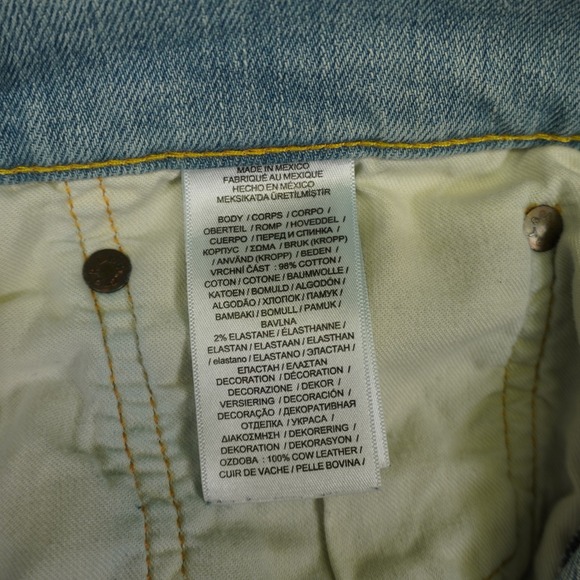 MADE IN MEXICO
FABRIQUÉ AU MEXIQUE
HECHO EN MÉXICO
MEKSIKA'DA ÜRETİLMİŞTİR
BODY / CORPS / CORPO /
OBERTEIL / ROMP / HOVEDDEL /
CUERPO / ПЕРЕД И СПИНКА /
КОРПУС / ΣΩΜΑ / BRUK (KROPP)
/ ANVÄND (KROPP) / BEDEN /
VRCHNÍ ČÁST : 98% COTTON /
COTON / COTONE / BAUMWOLLE /
KATOEN / BOMULD / ALGODÓN /
ALGODÃO / ХЛОПОК / ПАМУК /
ΒΑΜΒΑΚΙ / BOMULL / PAMUK /
BAVLNA
2% ELASTANE / ÉLASTHANNE /
ELASTAN / ELASTAAN / ELASTHAN
/ elastano / ELASTANO / ЭЛАСТАН /
ЕЛАСТАН / ΕΛΑΣΤΑΝ
DECORATION / DÉCORATION /
DECORAZIONE / DEKOR /
VERSIERING / DECORACIÓN /
DECORAÇÃO / ДЕКОРАТИВНАЯ
ОТДЕЛКА / УКРАСА /
ΔΙΑΚΟΣΜΗΣΗ / DEKORERING /
DEKORATION / DEKORASYON /
OZDOBA : 100% COW LEATHER /
CUIR DE VACHE / PELLE BOVINA /